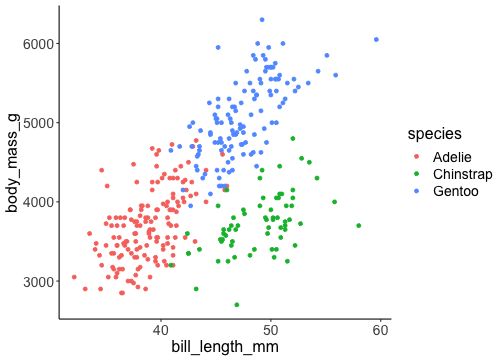 6000
5000
4000
3000
body_mass_g
40
50
60
bill_length_mm
species
Adelie
Chinstrap
Gentoo